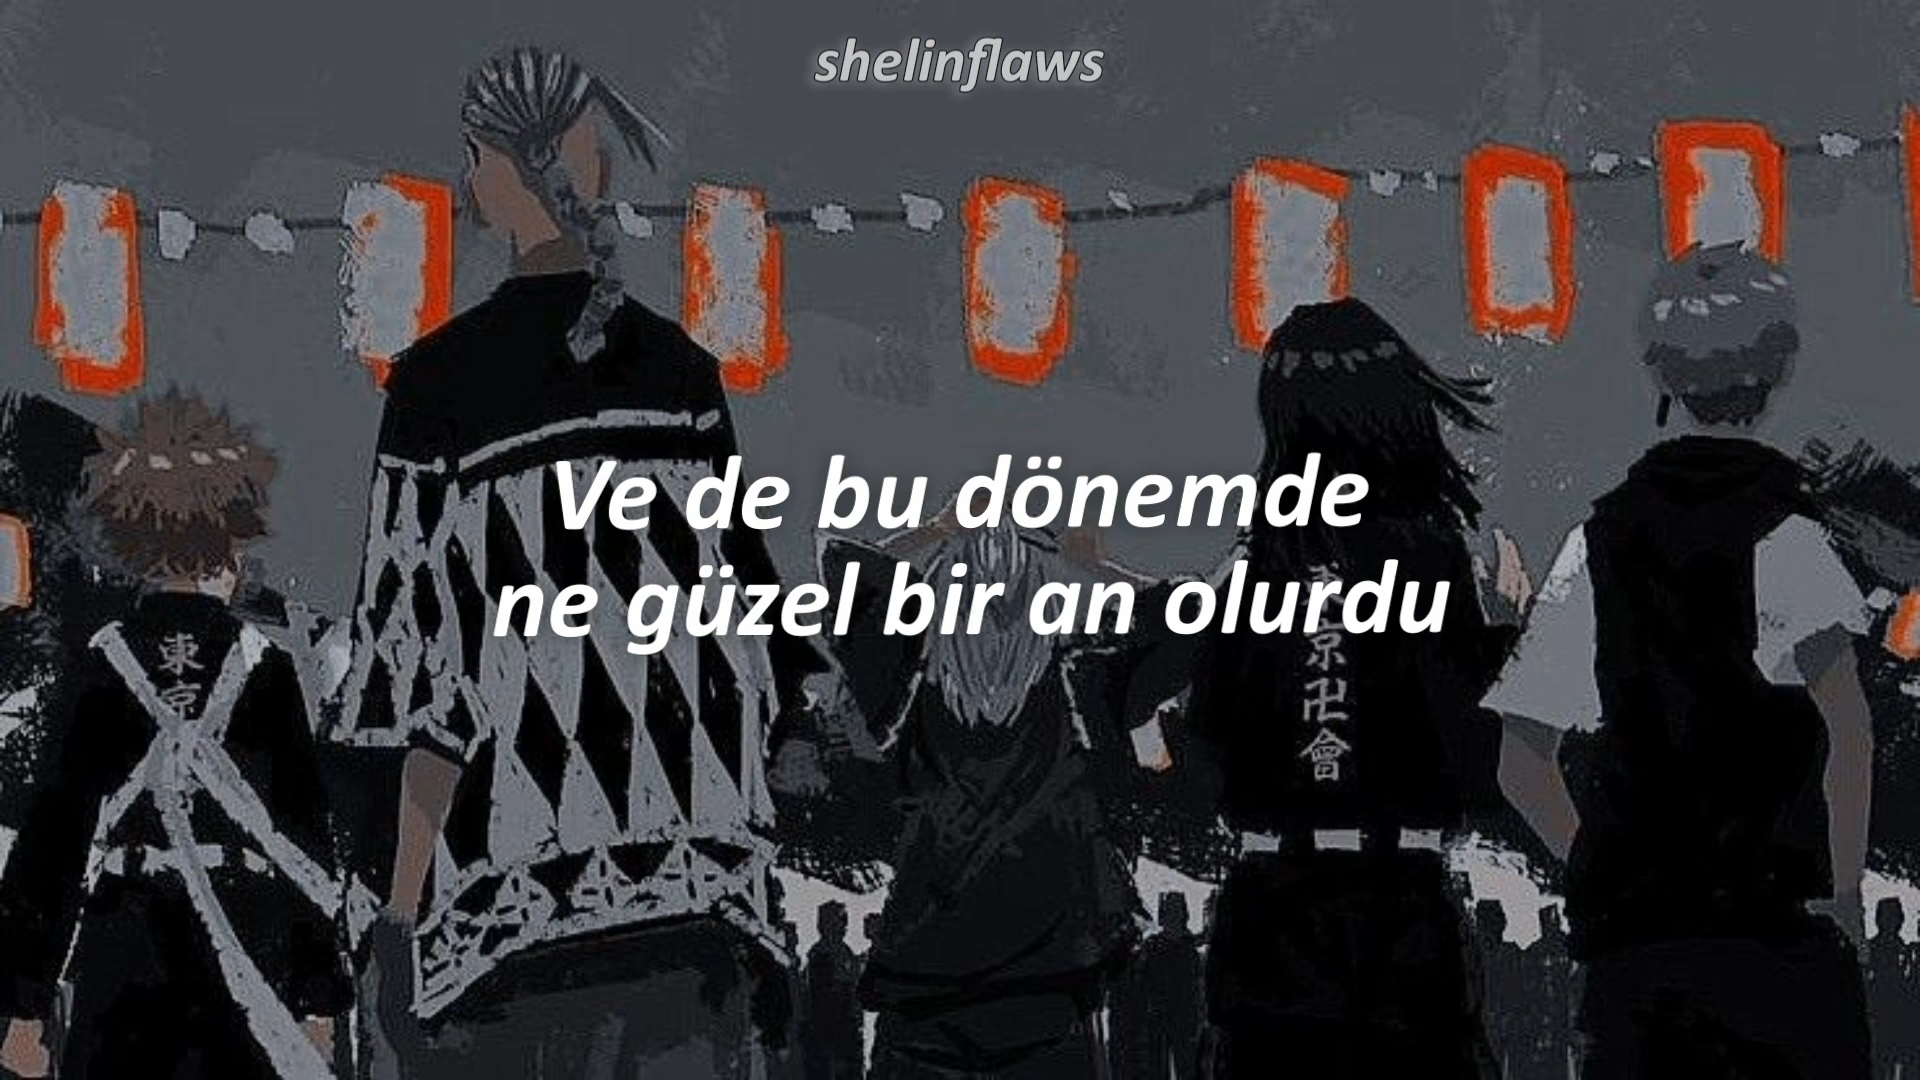 shelinflaws
Ve de bu dönemde
ne güzel bir an olurdu
東
京
京
卍
會